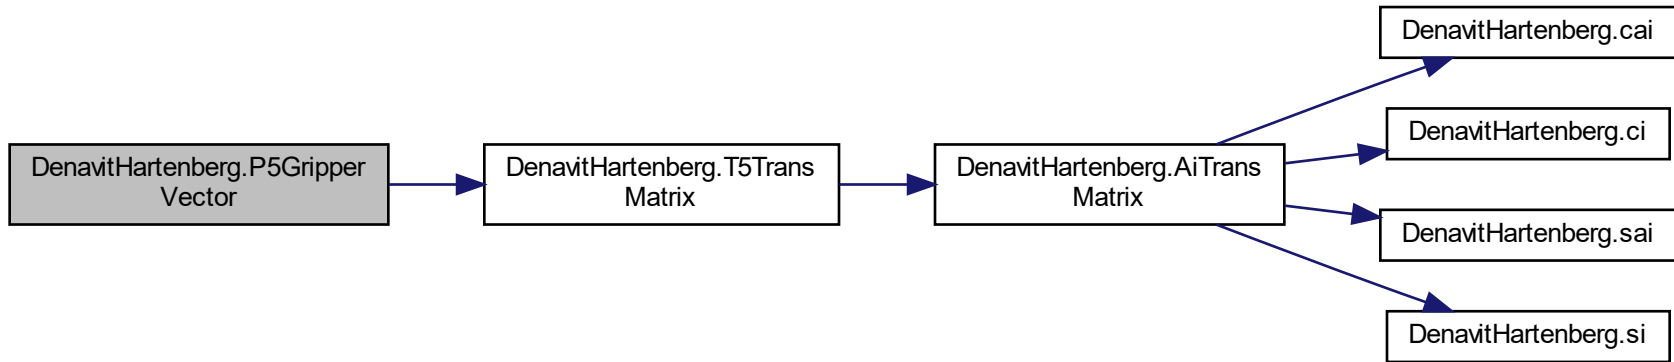 DenavitHartenberg.P5Gripper
Vector
DenavitHartenberg.T5Trans
Matrix
DenavitHartenberg.AiTrans
Matrix
DenavitHartenberg.cai
DenavitHartenberg.ci
DenavitHartenberg.sai
DenavitHartenberg.si